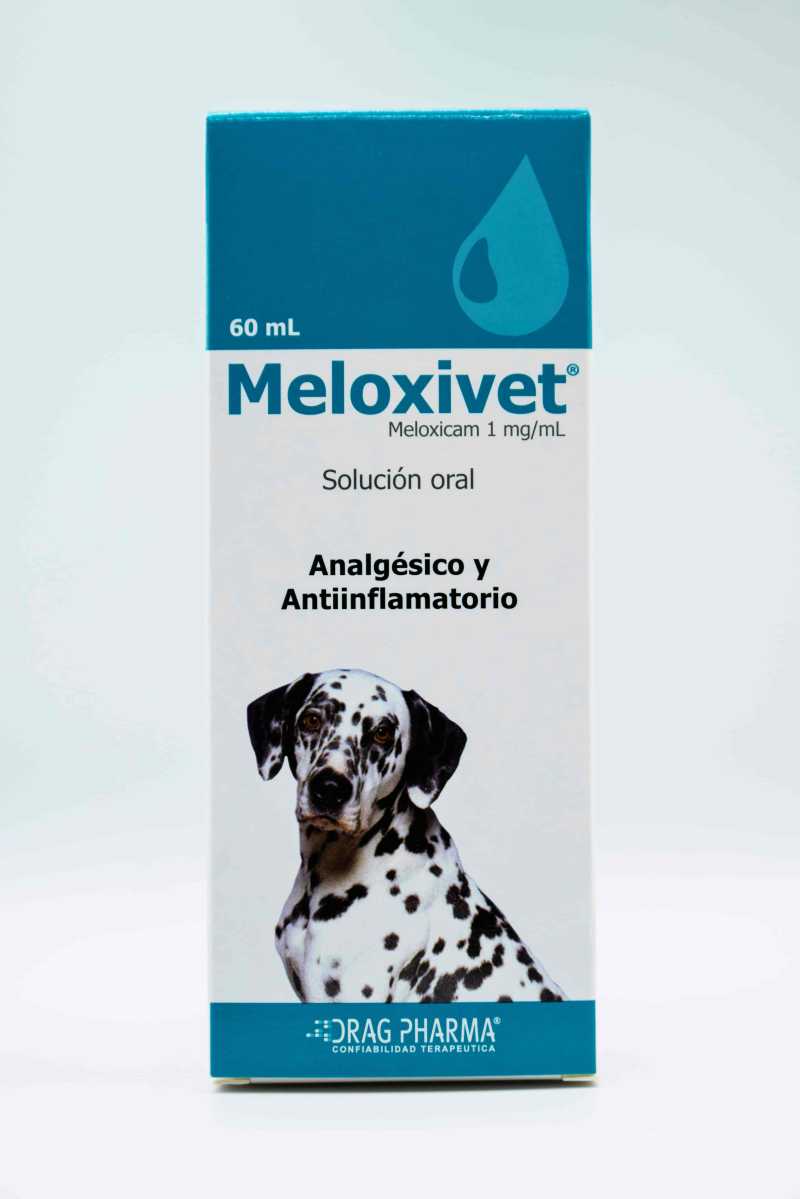 60 mL
Meloxivet®
Meloxicam 1 mg/mL
Solución oral
Analgésico y
Antiinflamatorio
DRAG PHARMA®
CONFIABILIDAD TERAPEUTICA